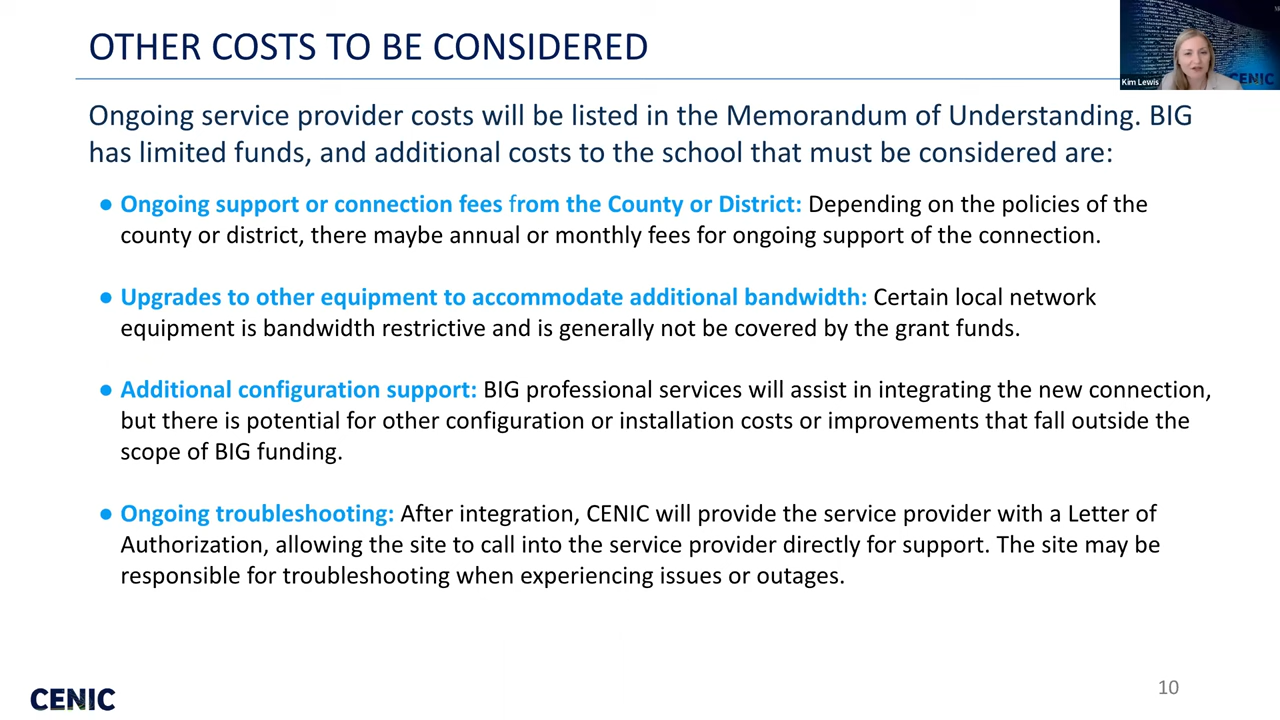 OTHER COSTS TO BE CONSIDERED
Kim Lewis
CENIC
Ongoing service provider costs will be listed in the Memorandum of Understanding. BIG
has limited funds, and additional costs to the school that must be considered are:
● Ongoing support or connection fees from the County or District: Depending on the policies of the
county or district, there maybe annual or monthly fees for ongoing support of the connection.
● Upgrades to other equipment to accommodate additional bandwidth: Certain local network
equipment is bandwidth restrictive and is generally not be covered by the grant funds.
● Additional configuration support: BIG professional services will assist in integrating the new connection,
but there is potential for other configuration or installation costs or improvements that fall outside the
scope of BIG funding.
● Ongoing troubleshooting: After integration, CENIC will provide the service provider with a Letter of
Authorization, allowing the site to call into the service provider directly for support. The site may be
responsible for troubleshooting when experiencing issues or outages.
CENIC
10